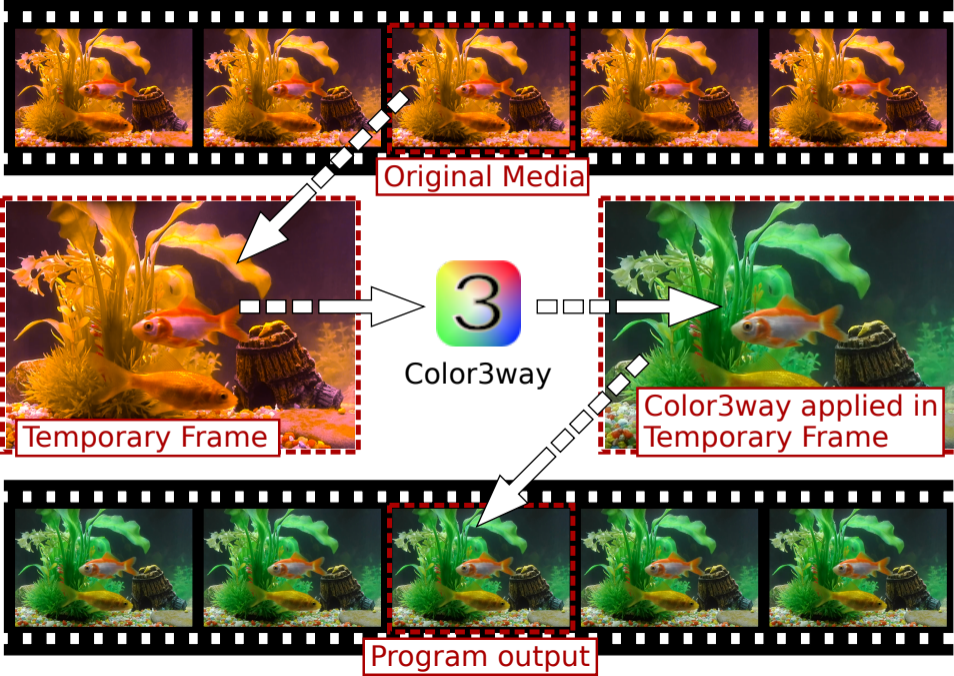 Original Media
3
Color3way
Temporary Frame
Color3way applied in
Temporary Frame
Program output